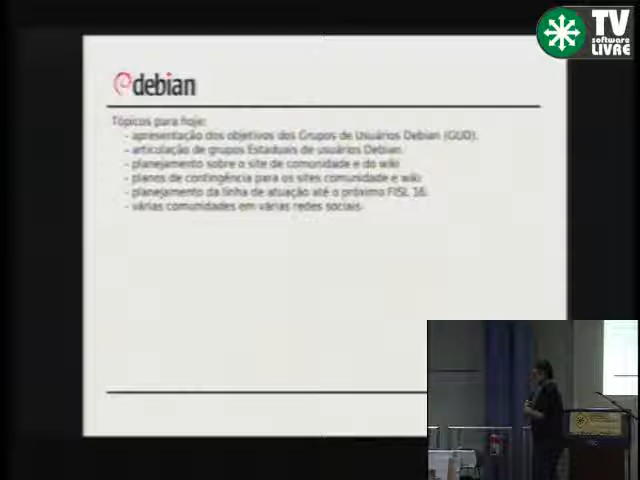 TV
software
LIVRE
debian
Tópicos para hoje:
- apresentação dos objetivos dos Grupos de Usuários Debian (GUD).
- articulação de grupos Estaduais de usuários Debian
- planejamento sobre o site de comunidade e do wiki
- planos de contingência para os sites comunidade e wiki
- planejamento da linha de atuação até o próximo FISL 16.
- várias comunidades em várias redes sociais